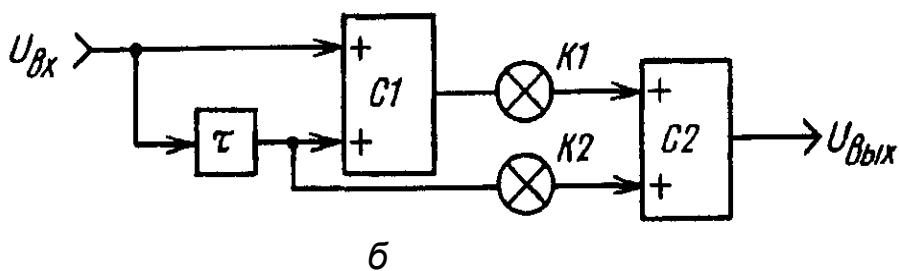 Uвх
+
C1
+
τ
K1
K2
+
C2
+
Uвых
б